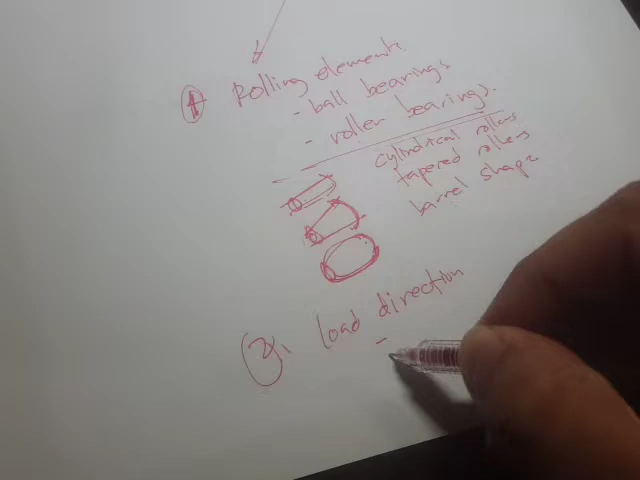 1 Rolling elements
- ball bearings
- roller bearings.
cylindrical rollers
tapered rollers
barrel shape
2. load direction
-